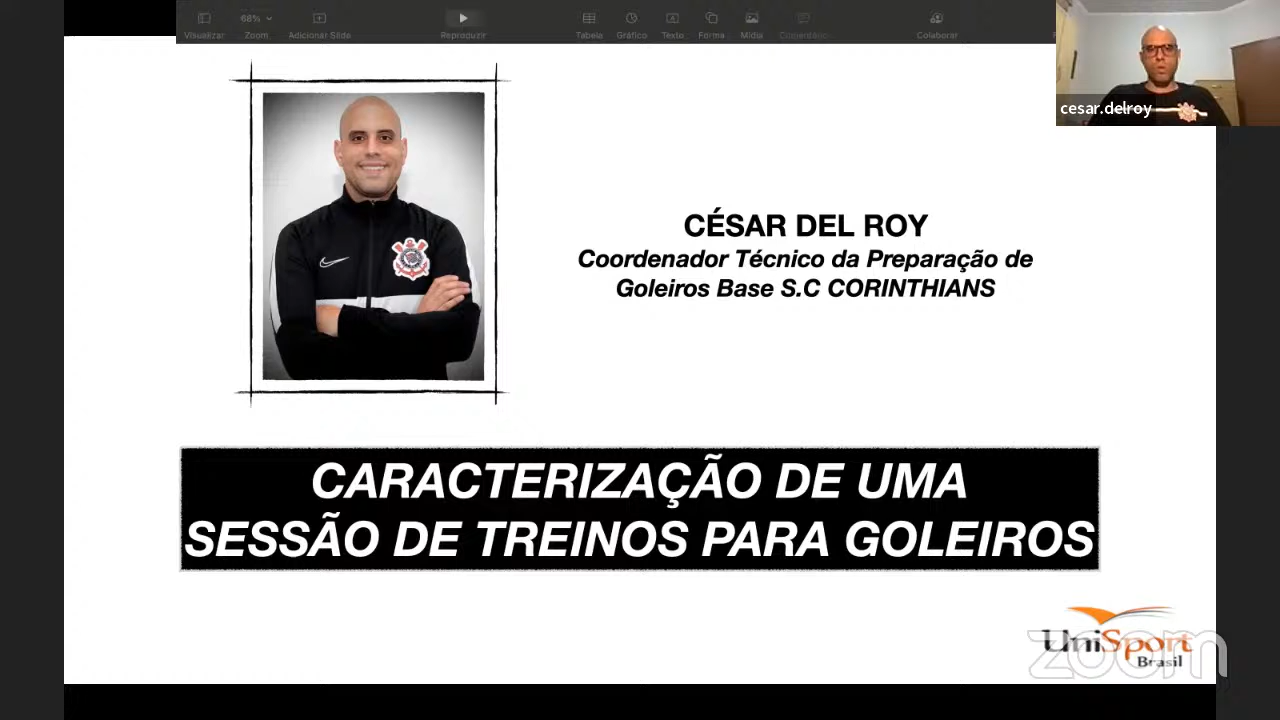 Visualizar
68%
Zoom
Adicionar Slide
Reproduzir
Tabela
Gráfico
Texto
Forma
Mídia
Comentário
Colaborar
cesar.delroy
CÉSAR DEL ROY
Coordenador Técnico da Preparação de
Goleiros Base S.C CORINTHIANS
CARACTERIZAÇÃO DE UMA
SESSÃO DE TREINOS PARA GOLEIROS
UniSport
Brasil
zoom